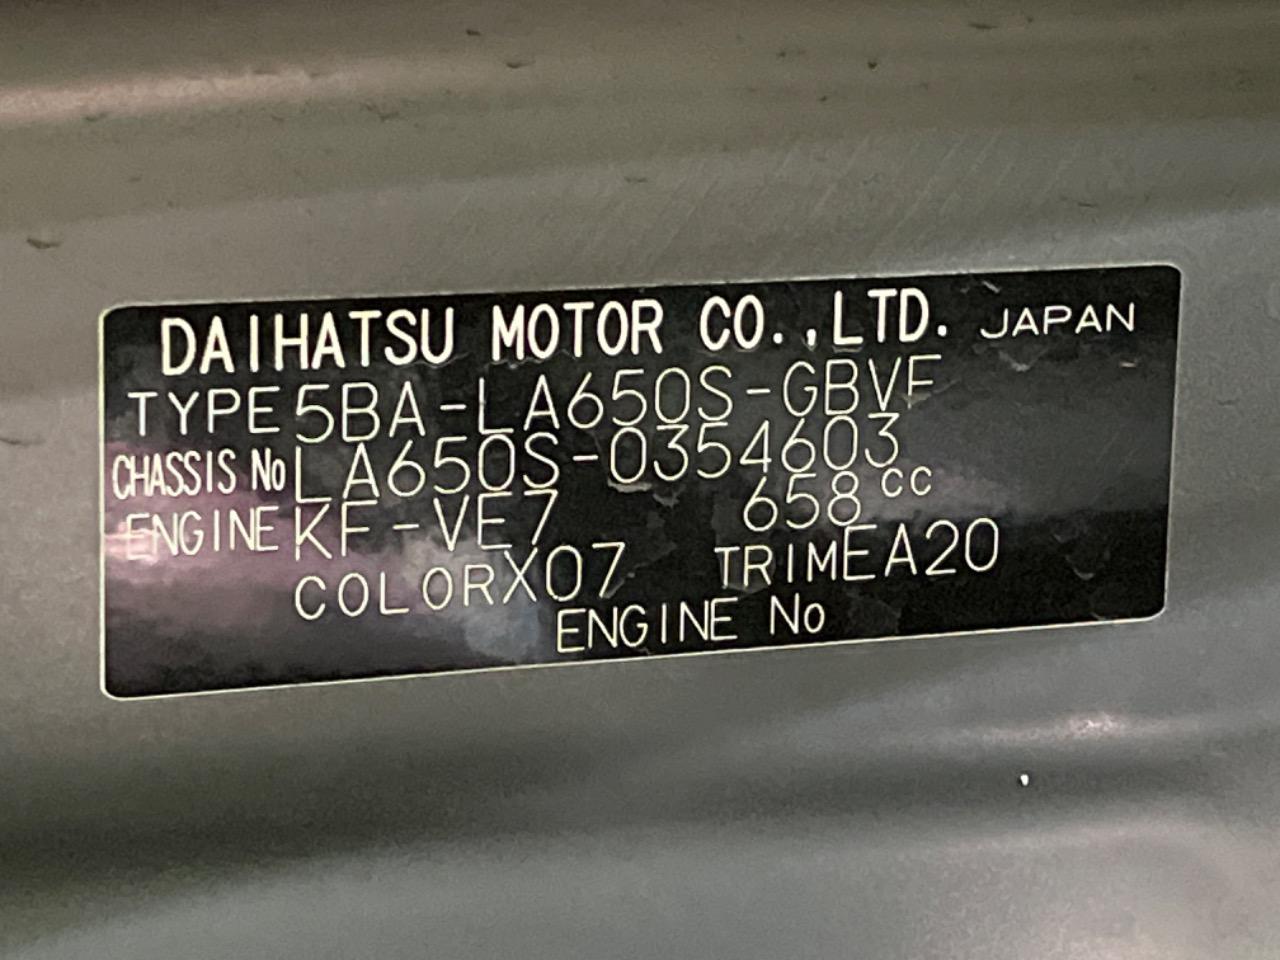 DAIHATSU MOTOR CO.,LTD. JAPAN
TYPE 5BA-LA650S-GBVF
CHASSIS No LA650S-0354603
ENGINE KF-VE7 658 cc
COLOR X07 TRIM EA20
ENGINE No